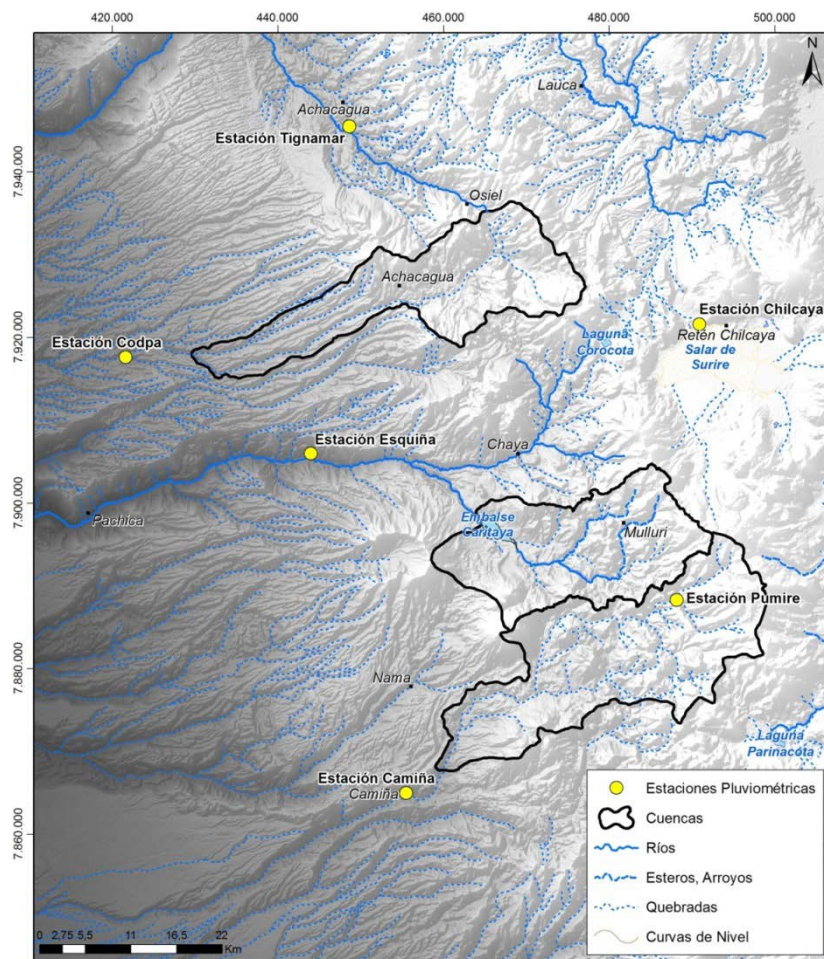 420.000
440.000
460.000
480.000
500.000
N
Lauca
Achacagua
Estación Tignamar
7.940.000
Osiel
Achacagua
Estación Chilcaya
Retén Chilcaya
7.920.000
Laguna
Corocota
Salar de
Surire
Estación Codpa
Estación Esquiña
Chaya
7.900.000
Pachica
Embalse
Caritaya
Mulluri
Estación Pumire
7.880.000
Nama
Laguna
Parinacota
Estación Camiña
Camiña
7.860.000
Estaciones Pluviométricas
Cuencas
Ríos
Esteros, Arroyos
Quebradas
Curvas de Nivel
0 2,75 5,5 11 16,5 22
Km